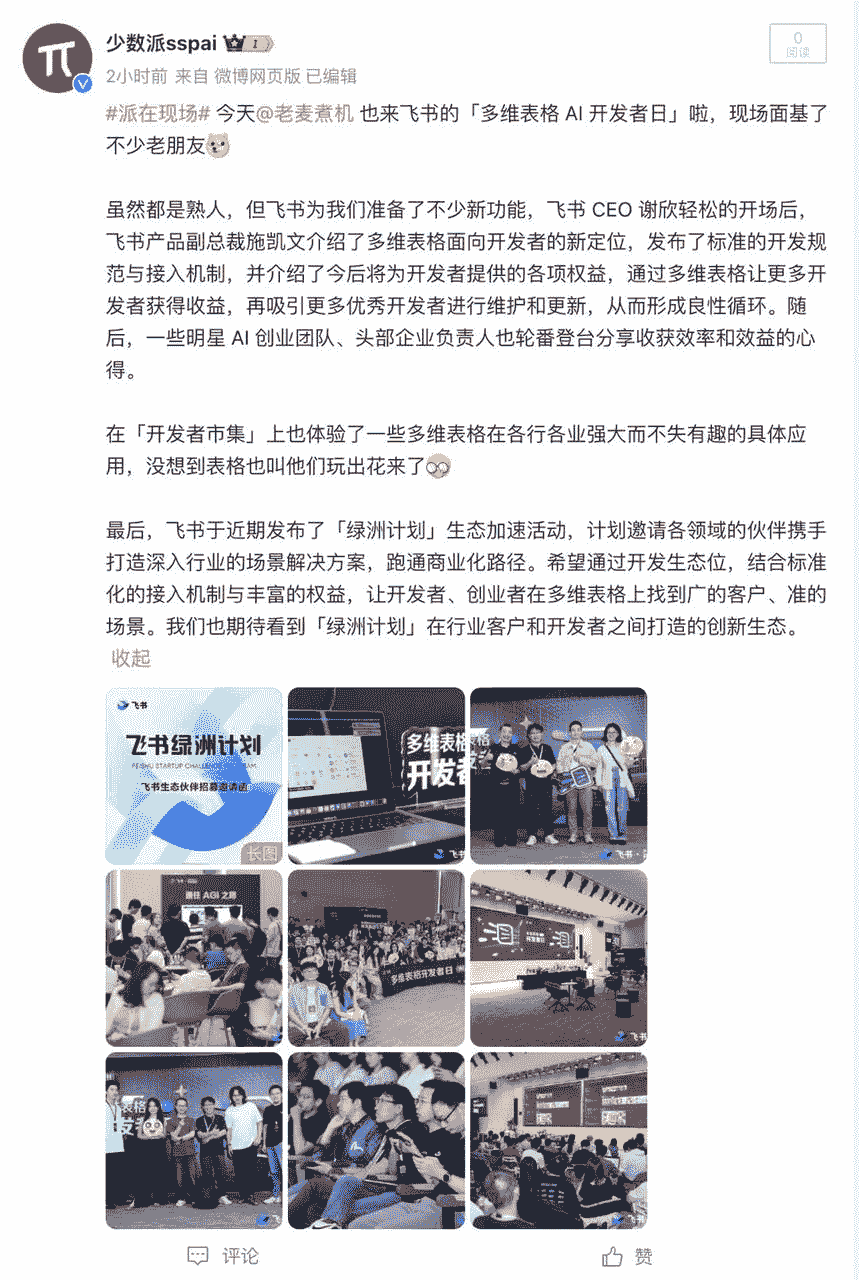 少数派sspai
I
0
阅读
2小时前 来自 微博网页版 已编辑
#派在现场# 今天@老麦煮机 也来飞书的「多维表格 AI 开发者日」啦，现场面基了
不少老朋友
虽然都是熟人，但飞书为我们准备了不少新功能，飞书 CEO 谢欣轻松的开场后，
飞书产品副总裁施凯文介绍了多维表格面向开发者的新定位，发布了标准的开发规
范与接入机制，并介绍了今后将为开发者提供的各项权益，通过多维表格让更多开
发者获得收益，再吸引更多优秀开发者进行维护和更新，从而形成良性循环。随
后，一些明星 AI 创业团队、头部企业负责人也轮番登台分享收获效率和效益的心
得。
在「开发者市集」上也体验了一些多维表格在各行各业强大而不失有趣的具体应
用，没想到表格也叫他们玩出花来了
最后，飞书于近期发布了「绿洲计划」生态加速活动，计划邀请各领域的伙伴携手
打造深入行业的场景解决方案，跑通商业化路径。希望通过开发生态位，结合标准
化的接入机制与丰富的权益，让开发者、创业者在多维表格上找到广的客户、准的
场景。我们也期待看到「绿洲计划」在行业客户和开发者之间打造的创新生态。
收起
飞书
飞书绿洲计划
飞书生态伙伴招募邀请函
长图
多维表格
开发者
飞书
通往 AGI 之路
多维表格开发者日
开发者日
评论
赞